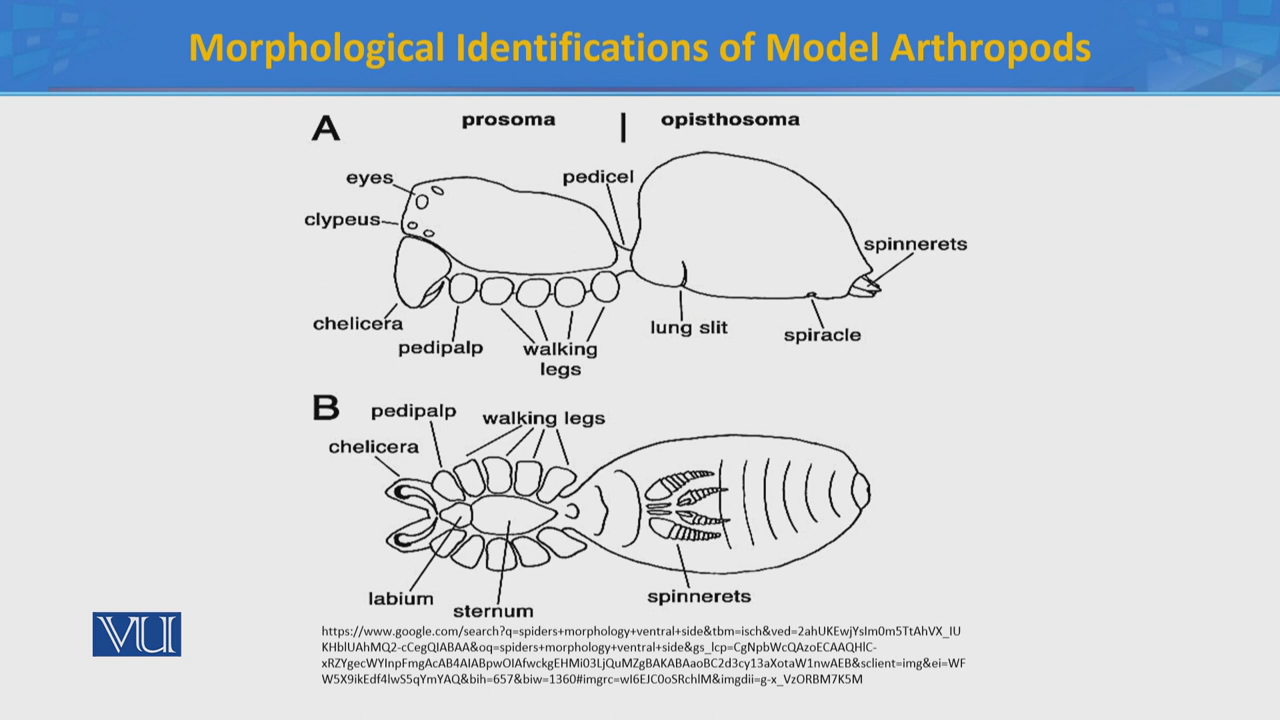 Morphological Identifications of Model Arthropods
A
prosoma
opisthosoma
eyes
pedicel
clypeus
spinnerets
chelicera
pedipalp
walking
legs
lung slit
spiracle
B
pedipalp
walking legs
chelicera
labium
sternum
spinnerets
VU
https://www.google.com/search?q=spiders+morphology+ventral+side&tbm=isch&ved=2ahUKEwjYsIm0m5TtAhVX_IU
KHblUAhMQ2-cCegQIABAA&oq=spiders+morphology+ventral+side&gs_lcp=CgNpbWcQAzoECAAQHlC-
xRZYgecWYInpFmgAcAB4AIABpwOIAfwckgEHMi03LjQuMZgBAKABAaoBC2d3cy13aXotaW1nwAEB&sclient=img&ei=WF
W5X9ikEdf4lwS5qYmYAQ&bih=657&biw=1360#imgrc=wI6EJC0oSRchlM&imgdii=g-x_VzORBM7K5M